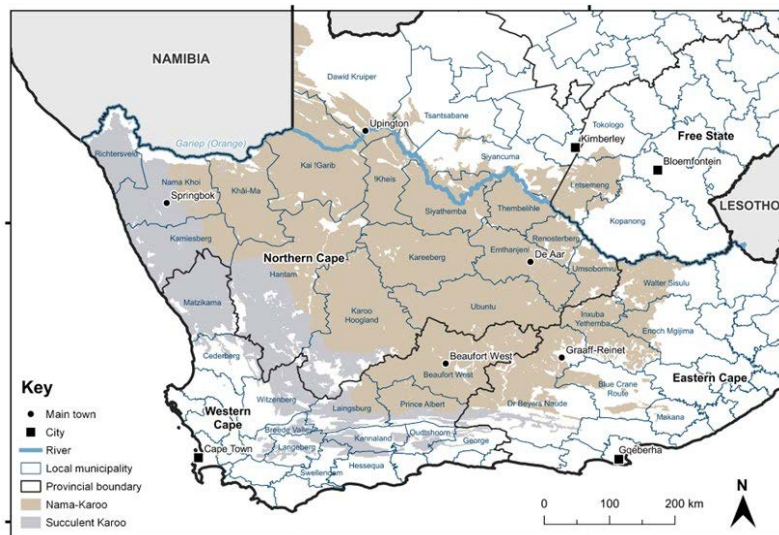 NAMIBIA
Dawid Kruiper
Tsantsabane
Upington
Gariep (Orange)
Tokologo
Kimberley
Free State
Richtersveld
Kai !Garib
!Kheis
Siyancuma
Bloemfontein
Nama Khoi
Khâi-Ma
Letsemeng
Springbok
Siyathemba
Thembelihle
LESOTHO
Kopanong
Kamiesberg
Renosterberg
Northern Cape
Emthanjeni
Kareeberg
De Aar
Umsobomvu
Hantam
Walter Sisulu
Matzikama
Karoo
Hoogland
Ubuntu
Inxuba
Yethemba
Enoch Mgijima
Cederberg
Beaufort West
Graaff-Reinet
Beaufort West
Eastern Cape
Blue Crane
Route
Witzenberg
Laingsburg
Prince Albert
Dr Beyers Naude
Makana
Western
Cape
Breede Valley
Oudtshoorn
Kannaland
George
Cape Town
Langeberg
Gqeberha
Hessequa
Swellendam
Key
Main town
City
River
Local municipality
Provincial boundary
Nama-Karoo
Succulent Karoo
0 100 200 km
N